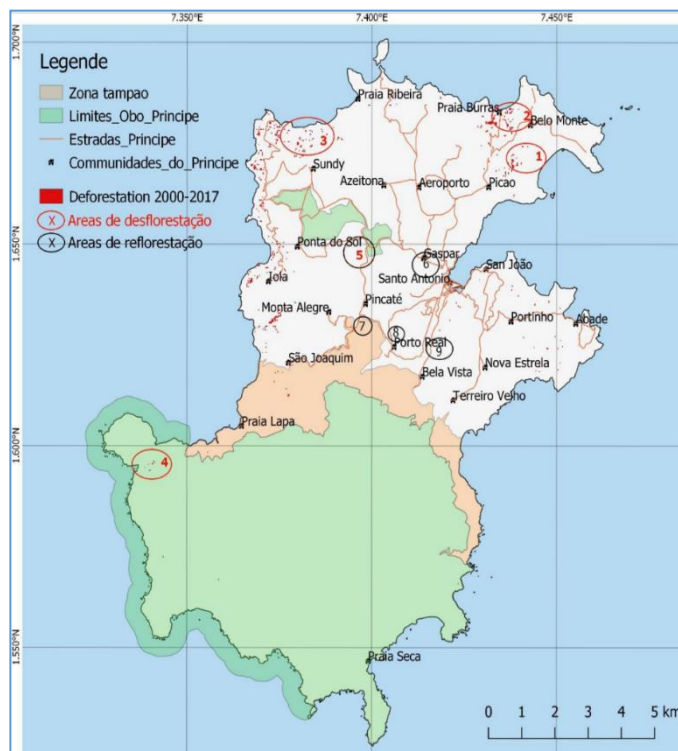 7.350°E 7.400°E 7.450°E
1.700°N
1.650°N
1.600°N
1.550°N
Legende
Zona tampao
Limites_Obo_Principe
Estradas_Principe
Communidades_do_Principe
Deforestation 2000-2017
X Areas de desflorestação
X Areas de reflorestação
Praia Ribeira
Praia Burras
2
Belo Monte
3
Sundy
1
Azeitona
Aeroporto
Picao
Ponta do Sol
5
Gaspar
6
San João
Santo Antonio
Iola
Pincaté
Monta Alegre
7
8
Portinho
Abade
Porto Real
9
São Joaquim
Bela Vista
Nova Estrela
Terreiro Velho
Praia Lapa
4
Praia Seca
0 1 2 3 4 5 km